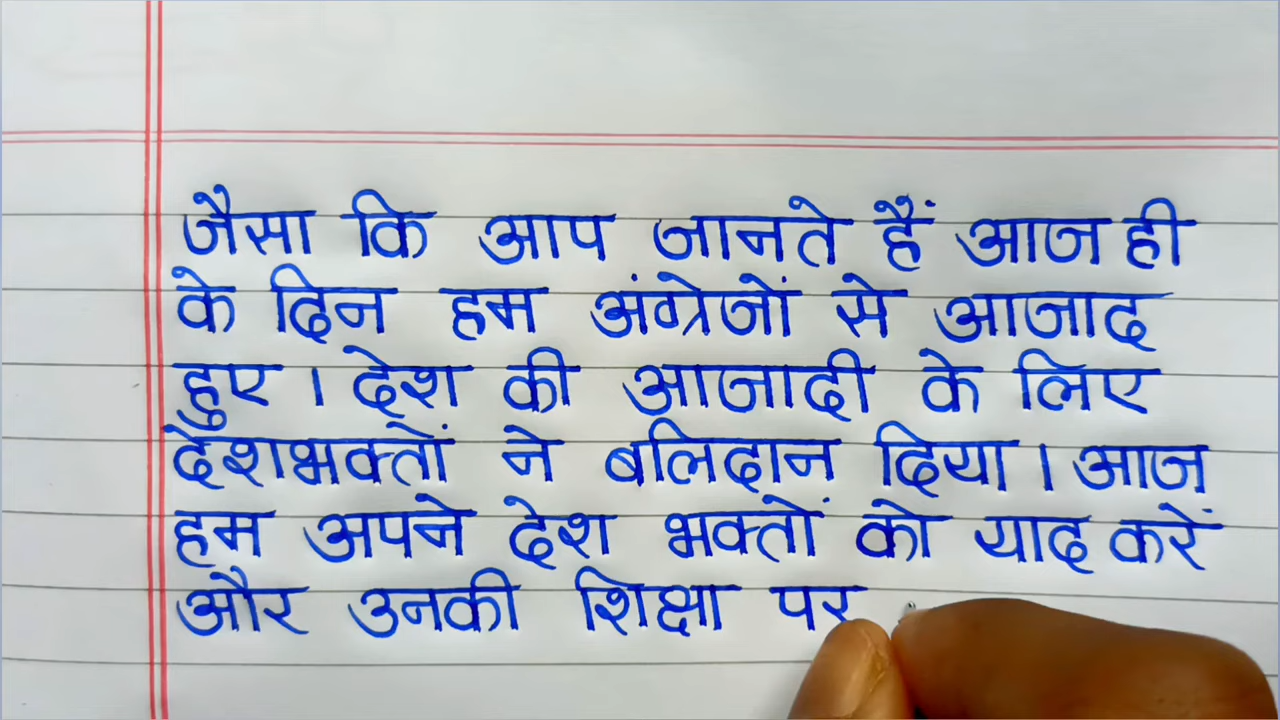 जैसा कि आप जानते हैं आज ही
के दिन हम अंग्रेजों से आजाद
हुए । देश की आजादी के लिए
देशभक्तों ने बलिदान दिया । आज
हम अपने देश भक्तों को याद करें
और उनकी शिक्षा पर